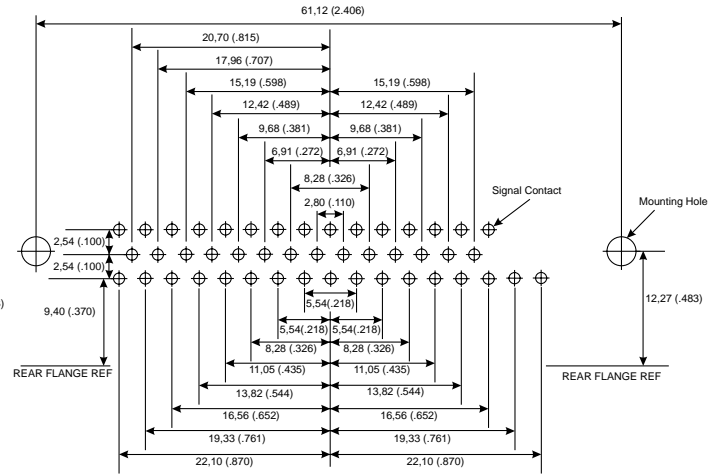 61,12 (2.406)
20,70 (.815)
17,96 (.707)
15,19 (.598) 15,19 (.598)
12,42 (.489) 12,42 (.489)
9,68 (.381) 9,68 (.381)
6,91 (.272) 6,91 (.272)
8,28 (.326)
Signal Contact
2,80 (.110)
Mounting Hole
2,54 (.100)
2,54 (.100)
9,40 (.370)
12,27 (.483)
5,54(.218)
5,54(.218) 5,54(.218)
8,28 (.326) 8,28 (.326)
11,05 (.435) 11,05 (.435)
REAR FLANGE REF REAR FLANGE REF
13,82 (.544) 13,82 (.544)
16,56 (.652) 16,56 (.652)
19,33 (.761) 19,33 (.761)
22,10 (.870) 22,10 (.870)